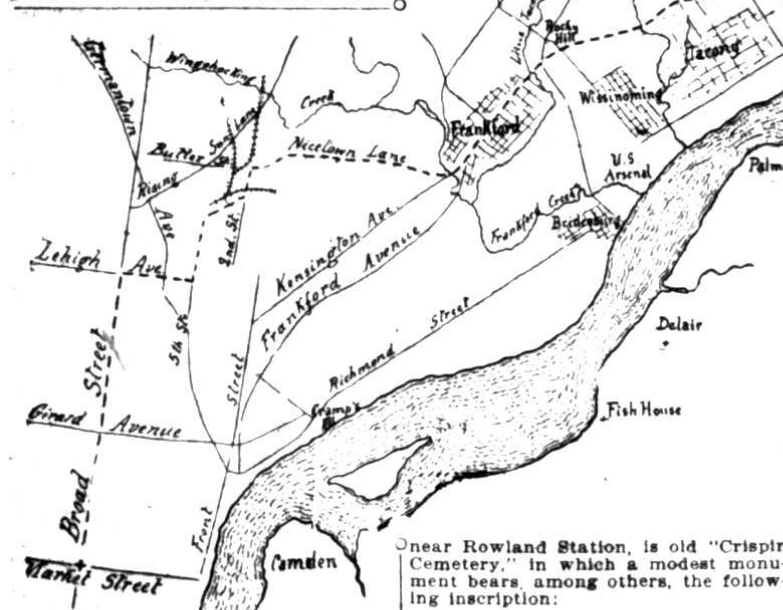 Germantown
Ave
Wingohocking
Creek
Rocky
Hill
Tacony
Wissinoming
Frankford
Butler
St.
Rising
Sun Lane
Nicetown Lane
U.S
Arsenal
Palm
Frankford Creek
Bridesburg
Lehigh Ave
2nd. St.
Kensington Ave.
Frankford Avenue
5th St.
Richmond Street
Delair
Broad Street
Front Street
Cramp's
Girard Avenue
Fish House
Camden
Market Street
near Rowland Station, is old "Crispin
Cemetery," in which a modest monu-
ment bears, among others, the follow-
ing inscription: